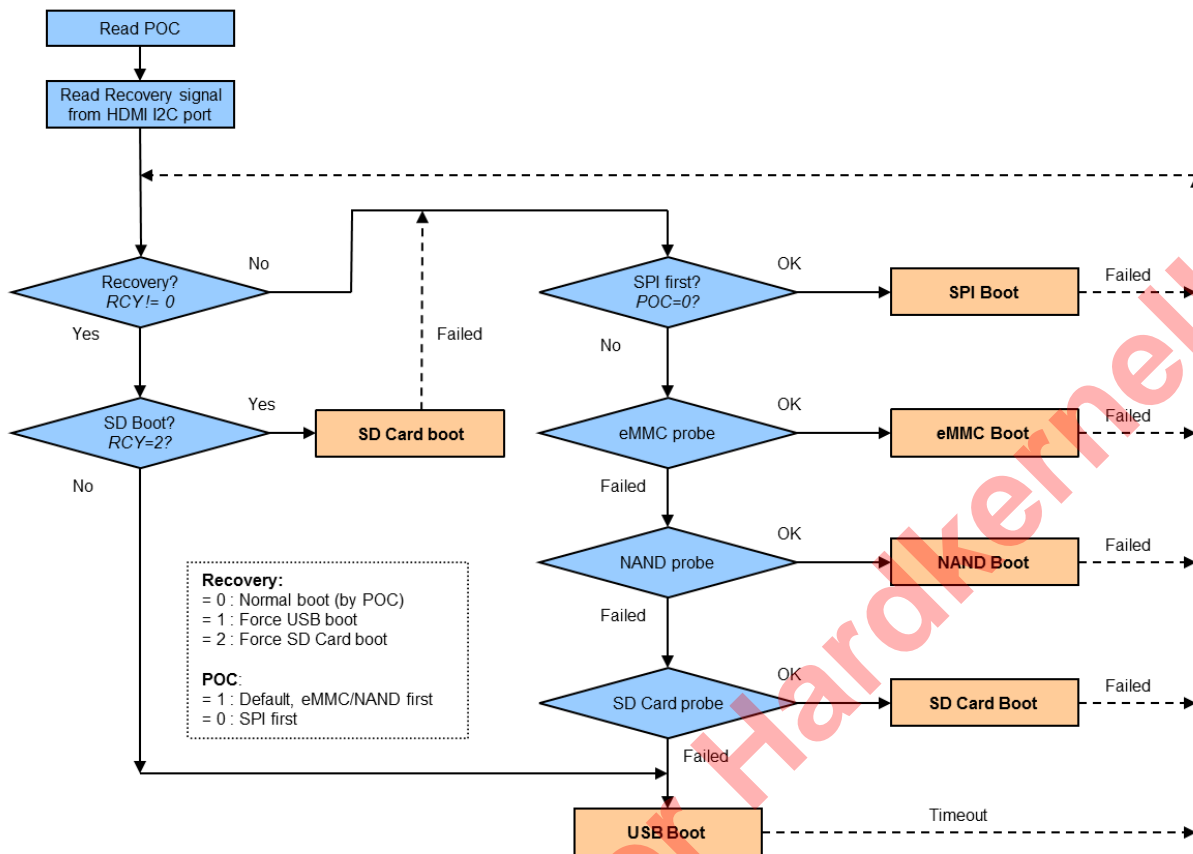 Read POC
Read Recovery signal
from HDMI I2C port
No
OK
Recovery?
RCY != 0
SPI first?
POC=0?
SPI Boot
Failed
Yes
Failed
No
Yes
OK
SD Boot?
RCY=2?
SD Card boot
eMMC probe
eMMC Boot
Failed
No
Failed
OK
NAND probe
NAND Boot
Failed
Recovery:
= 0 : Normal boot (by POC)
= 1 : Force USB boot
= 2 : Force SD Card boot
POC:
= 1 : Default, eMMC/NAND first
= 0 : SPI first
Failed
OK
SD Card probe
SD Card Boot
Failed
Failed
USB Boot
Timeout
Hardkernel